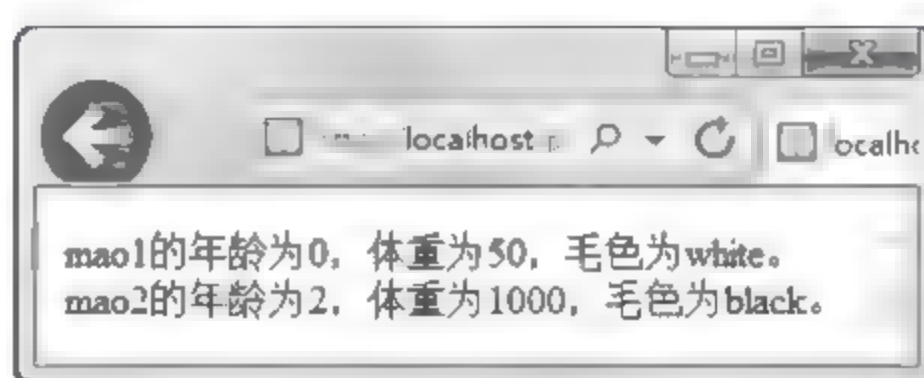 localhost
ocalho
mao1的年龄为0，体重为50，毛色为white。
mao2的年龄为2，体重为1000，毛色为black。